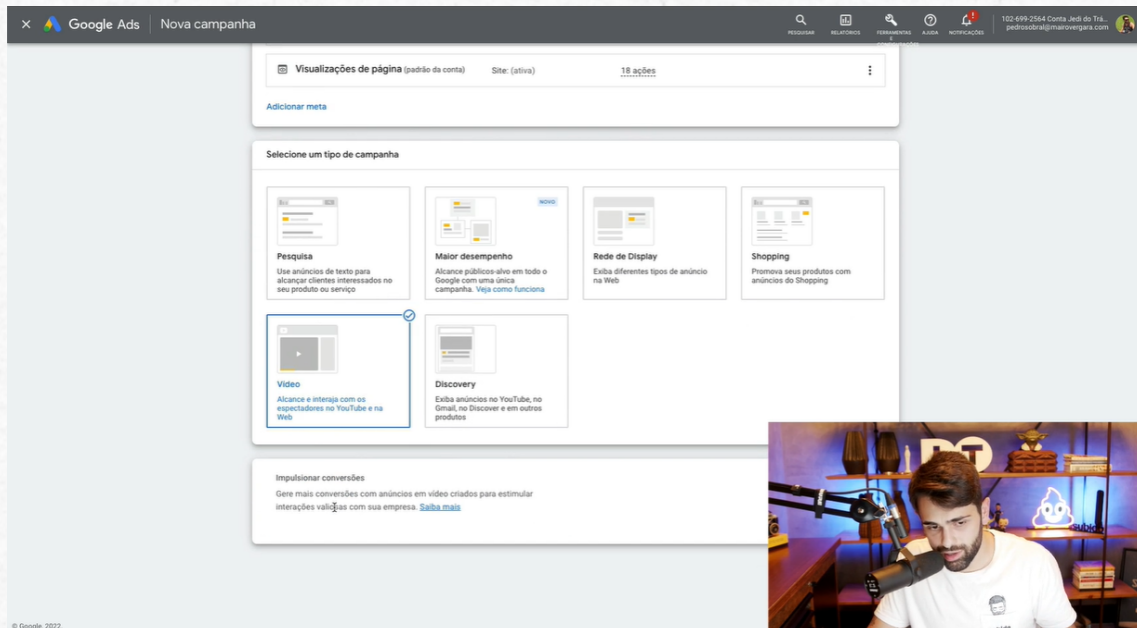 Google Ads Nova campanha
PESQUISAR
RELATÓRIOS
FERRAMENTAS
E
AJUDA
NOTIFICAÇÕES
102-699-2564 Conta Jedi do Trá...
pedrosobral@mairovergara.com
Visualizações de página (padrão da conta) Site: (ativa) 18 ações
Adicionar meta
Selecione um tipo de campanha
Pesquisa
Use anúncios de texto para
alcançar clientes interessados no
seu produto ou serviço
NOVO
Maior desempenho
Alcance públicos-alvo em todo o
Google com uma única
campanha. Veja como funciona
Rede de Display
Exiba diferentes tipos de anúncio
na Web
Shopping
Promova seus produtos com
anúncios do Shopping
Vídeo
Alcance e interaja com os
espectadores no YouTube e na
Web
Discovery
Exiba anúncios no YouTube, no
Gmail, no Discover e em outros
produtos
Impulsionar conversões
Gere mais conversões com anúncios em vídeo criados para estimular
interações valiosas com sua empresa. Saiba mais
© Google, 2022.